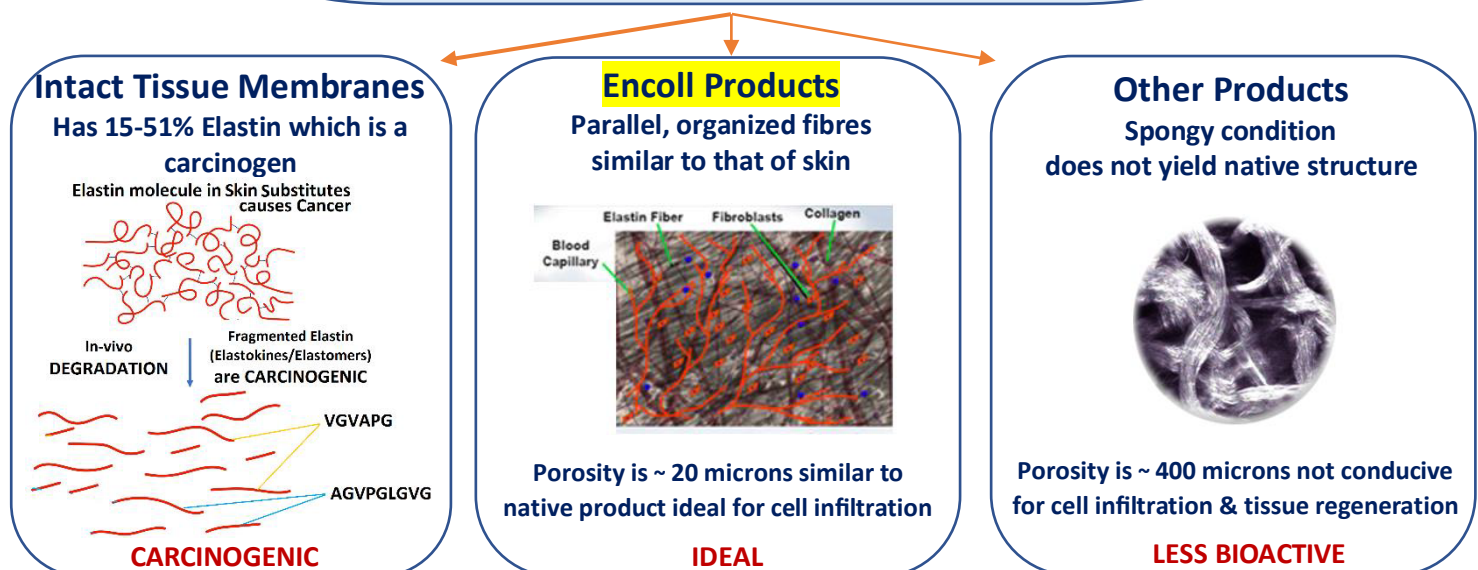 Intact Tissue Membranes
Has 15-51% Elastin which is a
carcinogen
Elastin molecule in Skin Substitutes
causes Cancer
In-vivo
DEGRADATION
Fragmented Elastin
(Elastokines/Elastomers)
are CARCINOGENIC
VGVAPG
AGVPGLGVG
CARCINOGENIC
Encoll Products
Parallel, organized fibres
similar to that of skin
Elastin Fiber
Fibroblasts
Collagen
Blood
Capillary
Porosity is ~ 20 microns similar to
native product ideal for cell infiltration
IDEAL
Other Products
Spongy condition
does not yield native structure
Porosity is ~ 400 microns not conducive
for cell infiltration & tissue regeneration
LESS BIOACTIVE